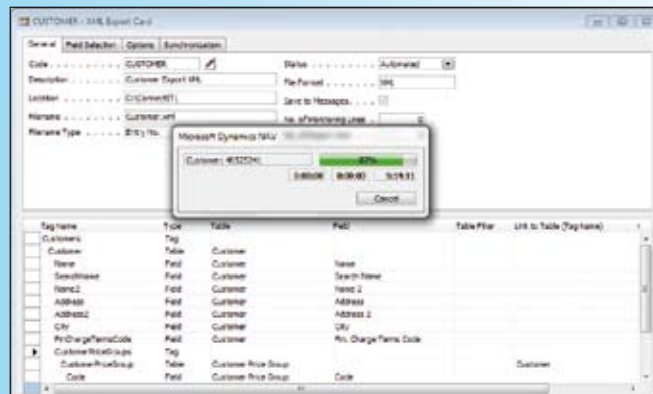 CUSTOMER - XML Export Card
General Field Selection Options Synchronisation
Code . . . . . . . . . . . CUSTOMER
Status . . . . . . . . . . Automated
Description . . . . . . . . Customer Export XML
File Format . . . . . . . . XML
Location . . . . . . . . .
Save to Messages . . . .
Filename . . . . . . . . . Customer.xml
Filename Type . . . . . . Entry No.
Microsoft Dynamics NAV
Customer
0:00:00
Cancel
Tag name Type Table Field Table Filter Link to Table (Tag name)
Customers Tag
Customer Table Customer
Name Field Customer Name
SearchName Field Customer Search Name
Name2 Field Customer Name 2
Address Field Customer Address
Address2 Field Customer Address 2
City Field Customer City
FinChargeTermsCode Field Customer Fin. Charge Terms Code
CustomerPriceGroups Tag
CustomerPriceGroup Table Customer Price Group Customer
Code Field Customer Price Group Code